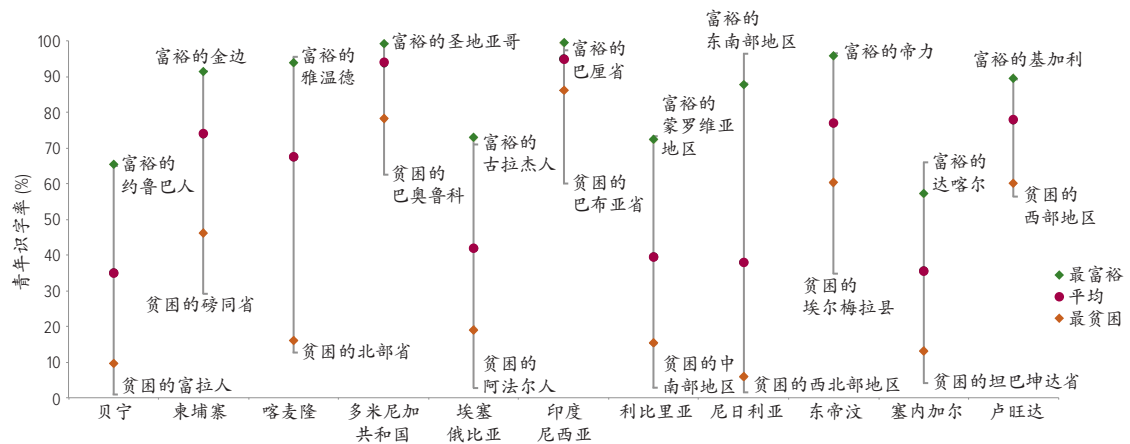 青年识字率 (%)
100
90
80
70
60
50
40
30
20
10
0
富裕的
约鲁巴人
贫困的富拉人
贝宁
富裕的金边
贫困的磅同省
柬埔寨
富裕的
雅温德
贫困的北部省
喀麦隆
富裕的圣地亚哥
贫困的
巴奥鲁科
多米尼加
共和国
富裕的
古拉杰人
贫困的
阿法尔人
埃塞
俄比亚
富裕的
巴厘省
贫困的
巴布亚省
印度
尼西亚
富裕的
蒙罗维亚
地区
贫困的中
南部地区
利比里亚
富裕的
东南部地区
贫困的西北部地区
尼日利亚
富裕的帝力
贫困的
埃尔梅拉县
东帝汶
富裕的
达喀尔
贫困的坦巴坤达省
塞内加尔
富裕的基加利
贫困的
西部地区
卢旺达
最富裕
平均
最贫困